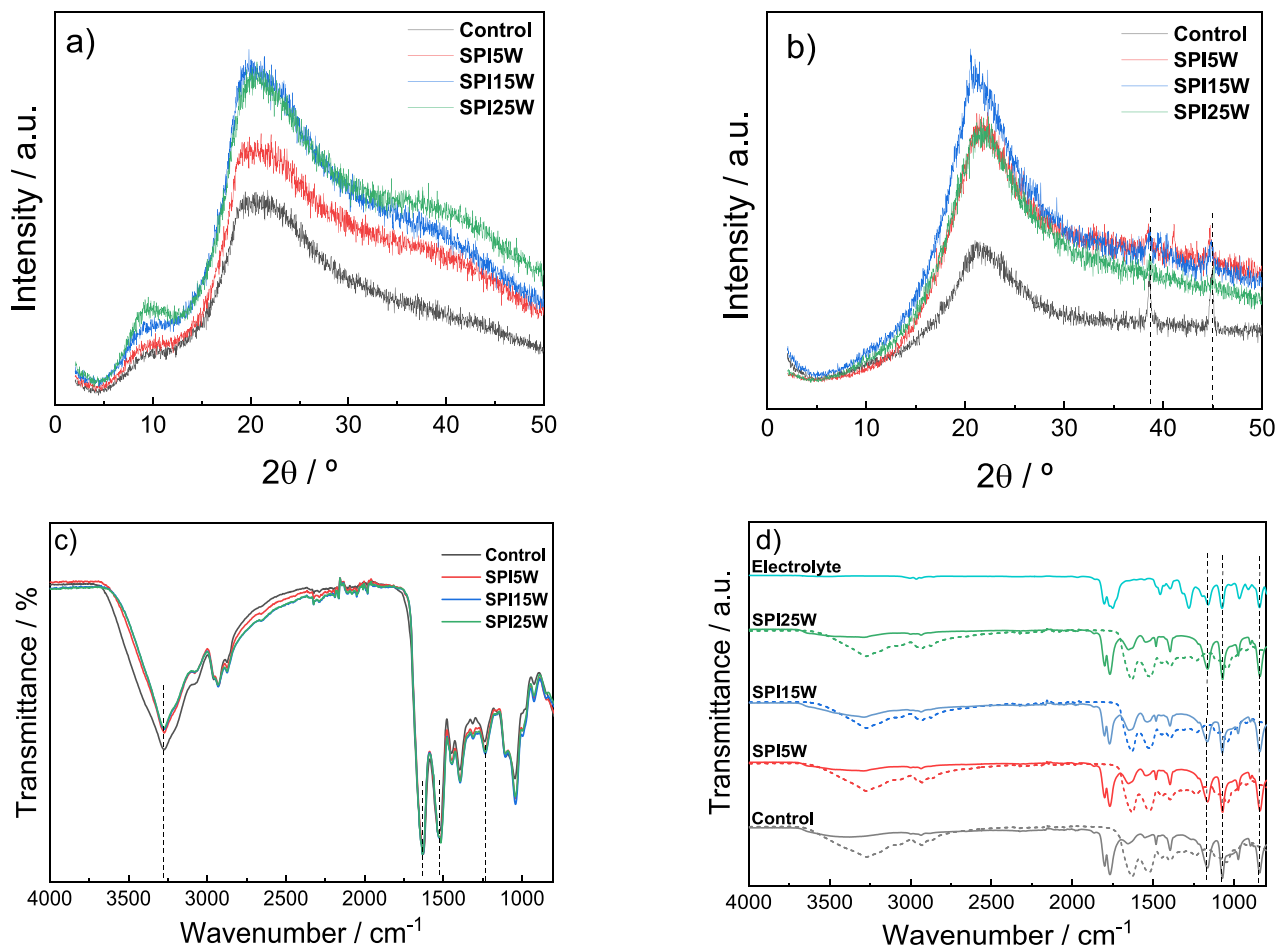 a)
Control
SPI5W
SPI15W
SPI25W
Intensity / a.u.
0 10 20 30 40 50
2θ / º
b)
Control
SPI5W
SPI15W
SPI25W
Intensity / a.u.
0 10 20 30 40 50
2θ / º
c)
Control
SPI5W
SPI15W
SPI25W
Transmittance / %
4000 3500 3000 2500 2000 1500 1000
Wavenumber / cm⁻¹
d)
Electrolyte
SPI25W
SPI15W
SPI5W
Control
Transmittance / a.u.
4000 3500 3000 2500 2000 1500 1000
Wavenumber / cm⁻¹